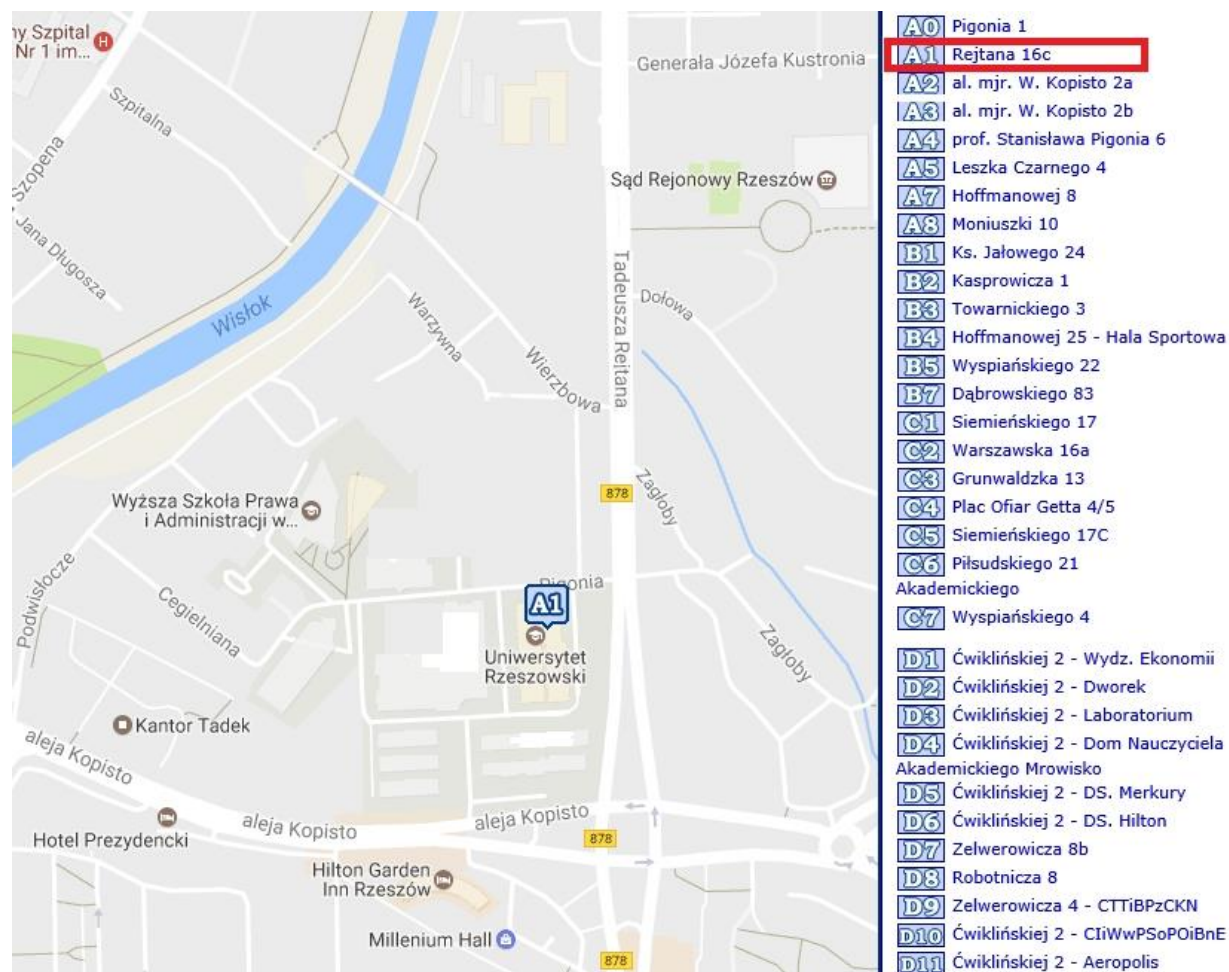 ny Szpital
Nr 1 im...
H
Szpitalna
Szopena
Jana Długosza
Wisłok
Generała Józefa Kustronia
Sąd Rejonowy Rzeszów
Tadeusza Rejtana
Dołowa
Warzywna
Wierzbowa
878
Zagłoby
Wyższa Szkoła Prawa
i Administracji w...
Pigonia
A1
Uniwersytet
Rzeszowski
Podwisłocze
Cegielniana
Zagłoby
Kantor Tadek
aleja Kopisto
aleja Kopisto
aleja Kopisto
878
Hotel Prezydencki
Hilton Garden
Inn Rzeszów
Millenium Hall
878
A0 Pigonia 1
A1 Rejtana 16c
A2 al. mjr. W. Kopisto 2a
A3 al. mjr. W. Kopisto 2b
A4 prof. Stanisława Pigonia 6
A5 Leszka Czarnego 4
A7 Hoffmanowej 8
A8 Moniuszki 10
B1 Ks. Jałowego 24
B2 Kasprowicza 1
B3 Towarnickiego 3
B4 Hoffmanowej 25 - Hala Sportowa
B5 Wyspiańskiego 22
B7 Dąbrowskiego 83
C1 Siemieńskiego 17
C2 Warszawska 16a
C3 Grunwaldzka 13
C4 Plac Ofiar Getta 4/5
C5 Siemieńskiego 17C
C6 Piłsudskiego 21
Akademickiego
C7 Wyspiańskiego 4
D1 Ćwiklińskiej 2 - Wydz. Ekonomii
D2 Ćwiklińskiej 2 - Dworek
D3 Ćwiklińskiej 2 - Laboratorium
D4 Ćwiklińskiej 2 - Dom Nauczyciela
Akademickiego Mrowisko
D5 Ćwiklińskiej 2 - DS. Merkury
D6 Ćwiklińskiej 2 - DS. Hilton
D7 Zelwerowicza 8b
D8 Robotnicza 8
D9 Zelwerowicza 4 - CTTiBPzCKN
D10 Ćwiklińskiej 2 - CIiWwPSoPOiBnE
D11 Ćwiklińskiej 2 - Aeropolis